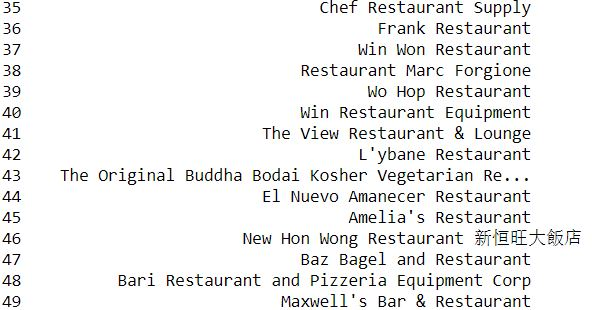 35 Chef Restaurant Supply
36 Frank Restaurant
37 Win Won Restaurant
38 Restaurant Marc Forgione
39 Wo Hop Restaurant
40 Win Restaurant Equipment
41 The View Restaurant & Lounge
42 L'ybane Restaurant
43 The Original Buddha Bodai Kosher Vegetarian Re...
44 El Nuevo Amanecer Restaurant
45 Amelia's Restaurant
46 New Hon Wong Restaurant 新恒旺大飯店
47 Baz Bagel and Restaurant
48 Bari Restaurant and Pizzeria Equipment Corp
49 Maxwell's Bar & Restaurant